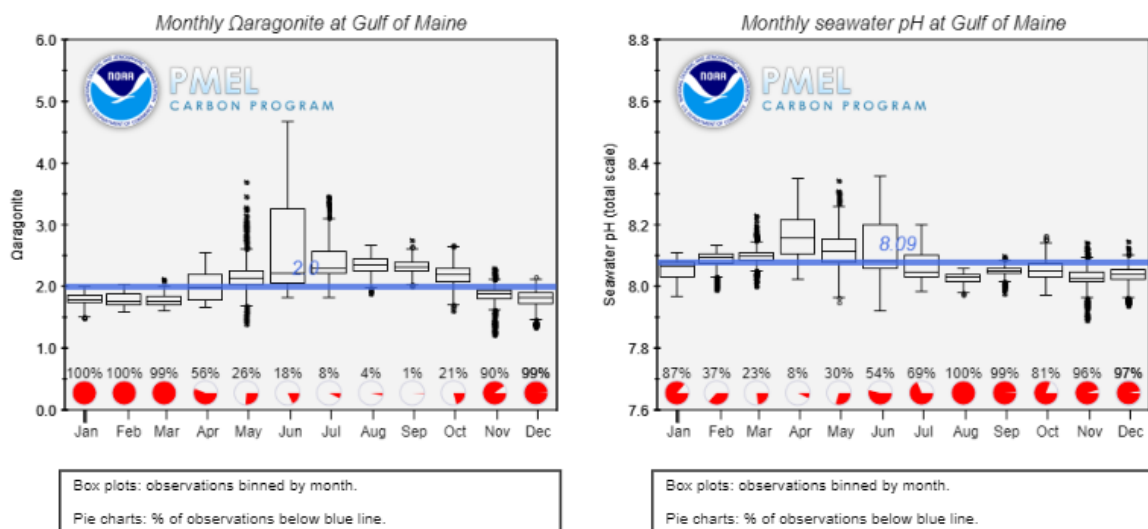 Monthly Ωaragonite at Gulf of Maine
6.0
5.0
4.0
3.0
2.0
1.0
0.0
Ωaragonite
NOAA
PMEL
CARBON PROGRAM
2.0
100% 100% 99% 56% 26% 18% 8% 4% 1% 21% 90% 99%
Jan Feb Mar Apr May Jun Jul Aug Sep Oct Nov Dec
Box plots: observations binned by month.
Pie charts: % of observations below blue line.
Monthly seawater pH at Gulf of Maine
8.8
8.6
8.4
8.2
8.0
7.8
7.6
Seawater pH (total scale)
NOAA
PMEL
CARBON PROGRAM
8.09
87% 37% 23% 8% 30% 54% 69% 100% 99% 81% 96% 97%
Jan Feb Mar Apr May Jun Jul Aug Sep Oct Nov Dec
Box plots: observations binned by month.
Pie charts: % of observations below blue line.